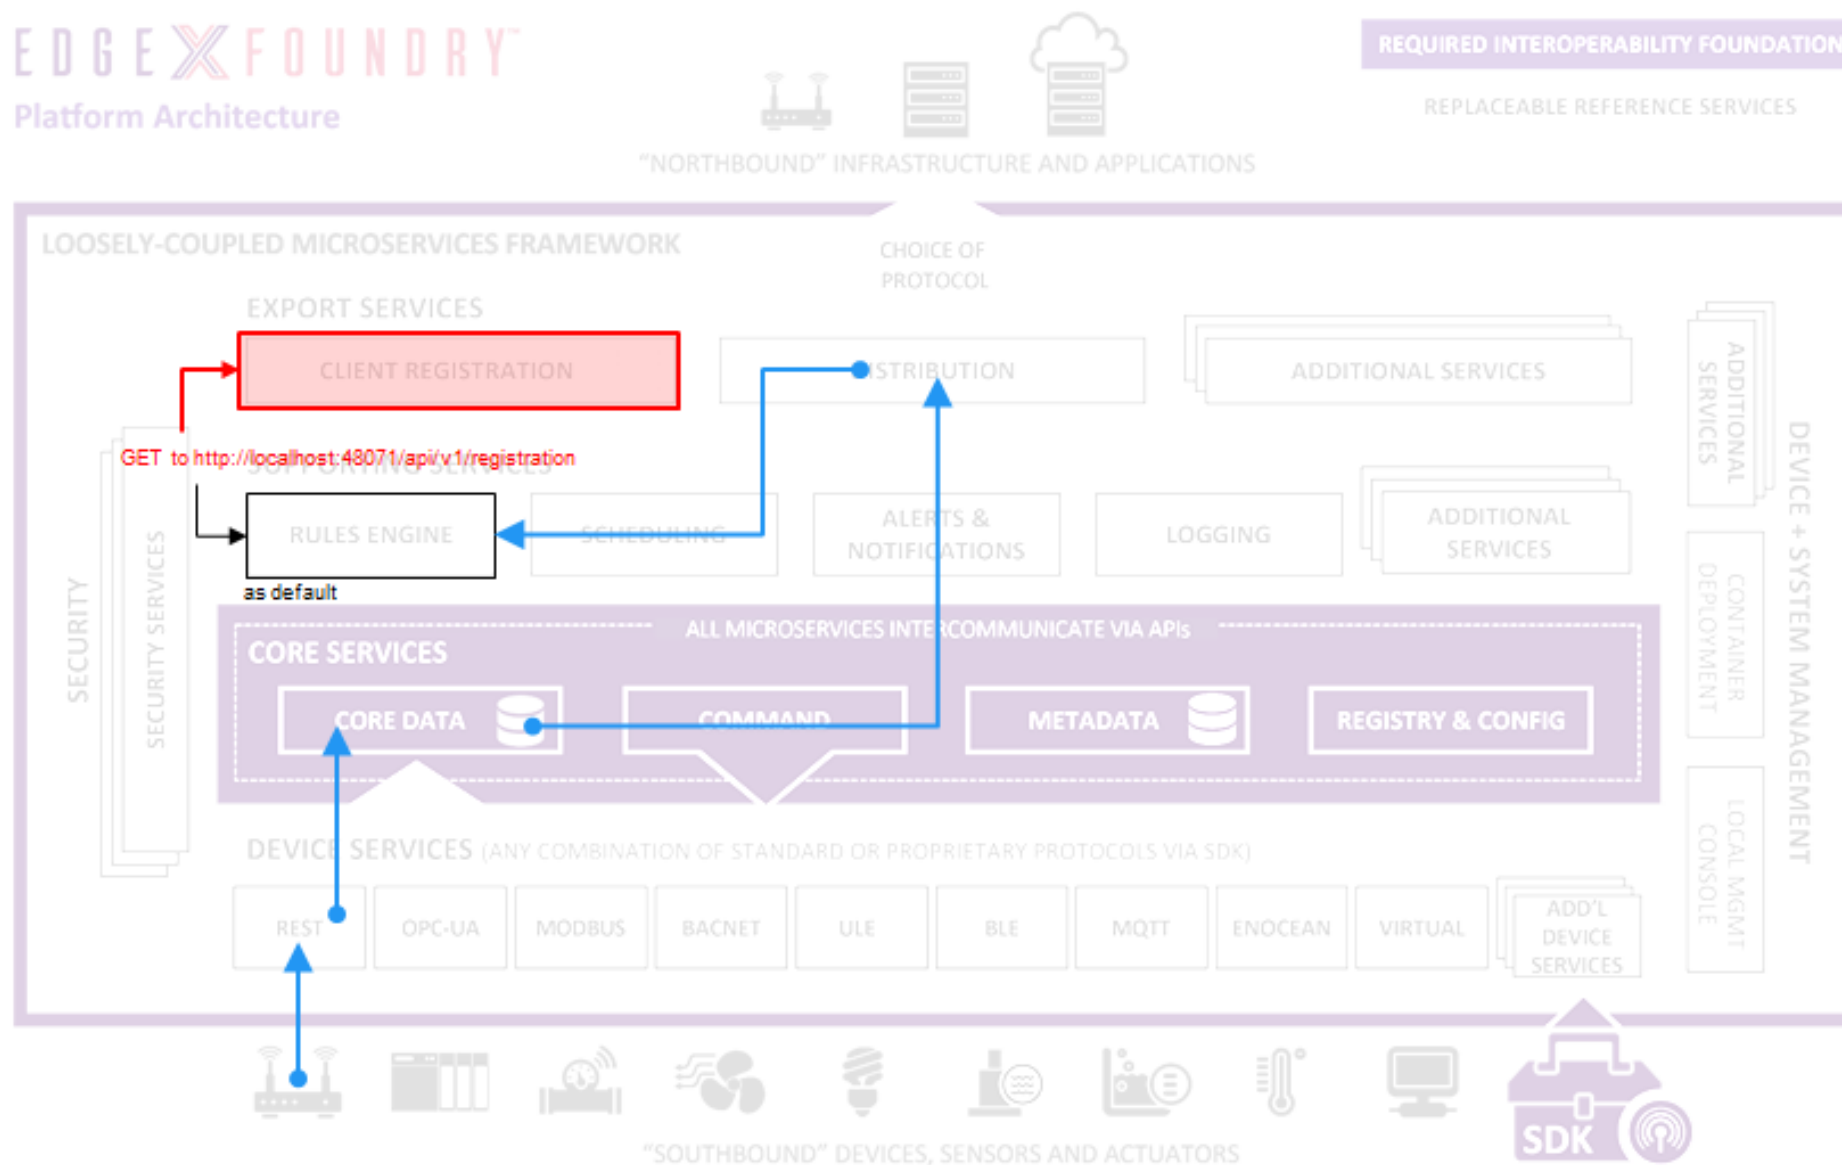 EDGE X FOUNDRY™
Platform Architecture
REQUIRED INTEROPERABILITY FOUNDATION
REPLACEABLE REFERENCE SERVICES
“NORTHBOUND” INFRASTRUCTURE AND APPLICATIONS
LOOSELY-COUPLED MICROSERVICES FRAMEWORK
CHOICE OF
PROTOCOL
EXPORT SERVICES
CLIENT REGISTRATION
DISTRIBUTION
ADDITIONAL SERVICES
GET to http://localhost:48071/api/v1/registration
SUPPORTING SERVICES
RULES ENGINE
as default
SCHEDULING
ALERTS &
NOTIFICATIONS
LOGGING
ADDITIONAL
SERVICES
SECURITY
SECURITY SERVICES
ADDITIONAL
SERVICES
CONTAINER
DEPLOYMENT
LOCAL MGMT
CONSOLE
DEVICE + SYSTEM MANAGEMENT
ALL MICROSERVICES INTERCOMMUNICATE VIA APIs
CORE SERVICES
CORE DATA
COMMAND
METADATA
REGISTRY & CONFIG
DEVICE SERVICES (ANY COMBINATION OF STANDARD OR PROPRIETARY PROTOCOLS VIA SDK)
REST
OPC-UA
MODBUS
BACNET
ULE
BLE
MQTT
ENOCEAN
VIRTUAL
ADD'L
DEVICE
SERVICES
SDK
“SOUTHBOUND” DEVICES, SENSORS AND ACTUATORS